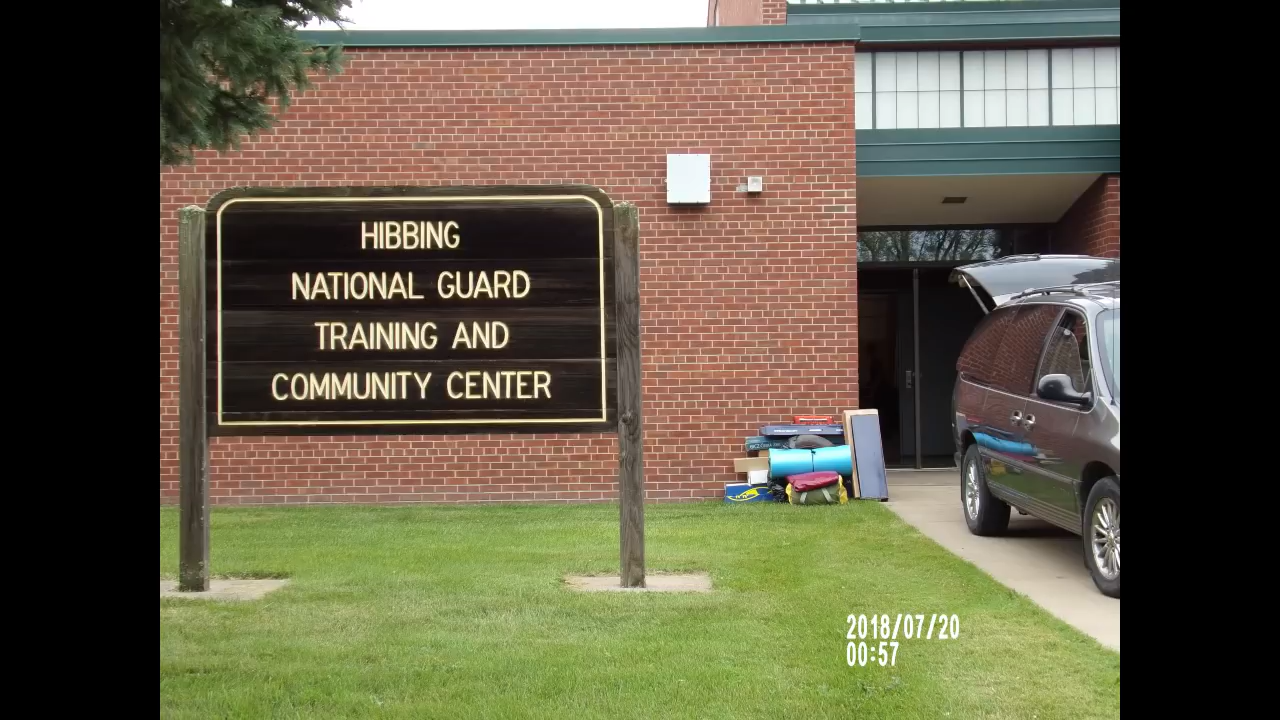 HIBBING
NATIONAL GUARD
TRAINING AND
COMMUNITY CENTER
2018/07/20
00:57